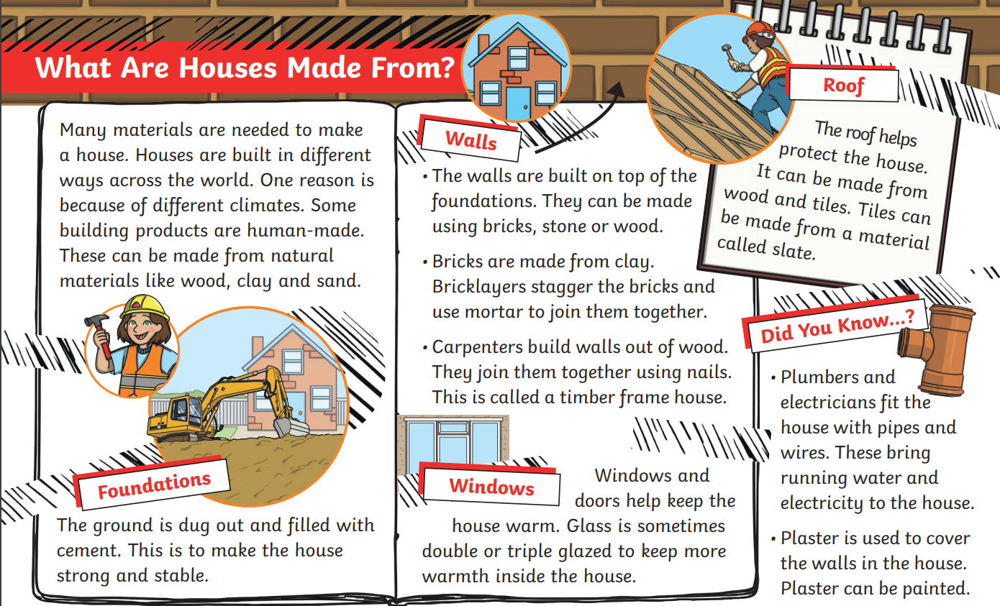 What Are Houses Made From?
Many materials are needed to make
a house. Houses are built in different
ways across the world. One reason is
because of different climates. Some
building products are human-made.
These can be made from natural
materials like wood, clay and sand.
Foundations
The ground is dug out and filled with
cement. This is to make the house
strong and stable.
Walls
• The walls are built on top of the
foundations. They can be made
using bricks, stone or wood.
• Bricks are made from clay.
Bricklayers stagger the bricks and
use mortar to join them together.
• Carpenters build walls out of wood.
They join them together using nails.
This is called a timber frame house.
Windows
Windows and
doors help keep the
house warm. Glass is sometimes
double or triple glazed to keep more
warmth inside the house.
Roof
The roof helps
protect the house.
It can be made from
wood and tiles. Tiles can
be made from a material
called slate.
Did You Know...?
• Plumbers and
electricians fit the
house with pipes and
wires. These bring
running water and
electricity to the house.
• Plaster is used to cover
the walls in the house.
Plaster can be painted.